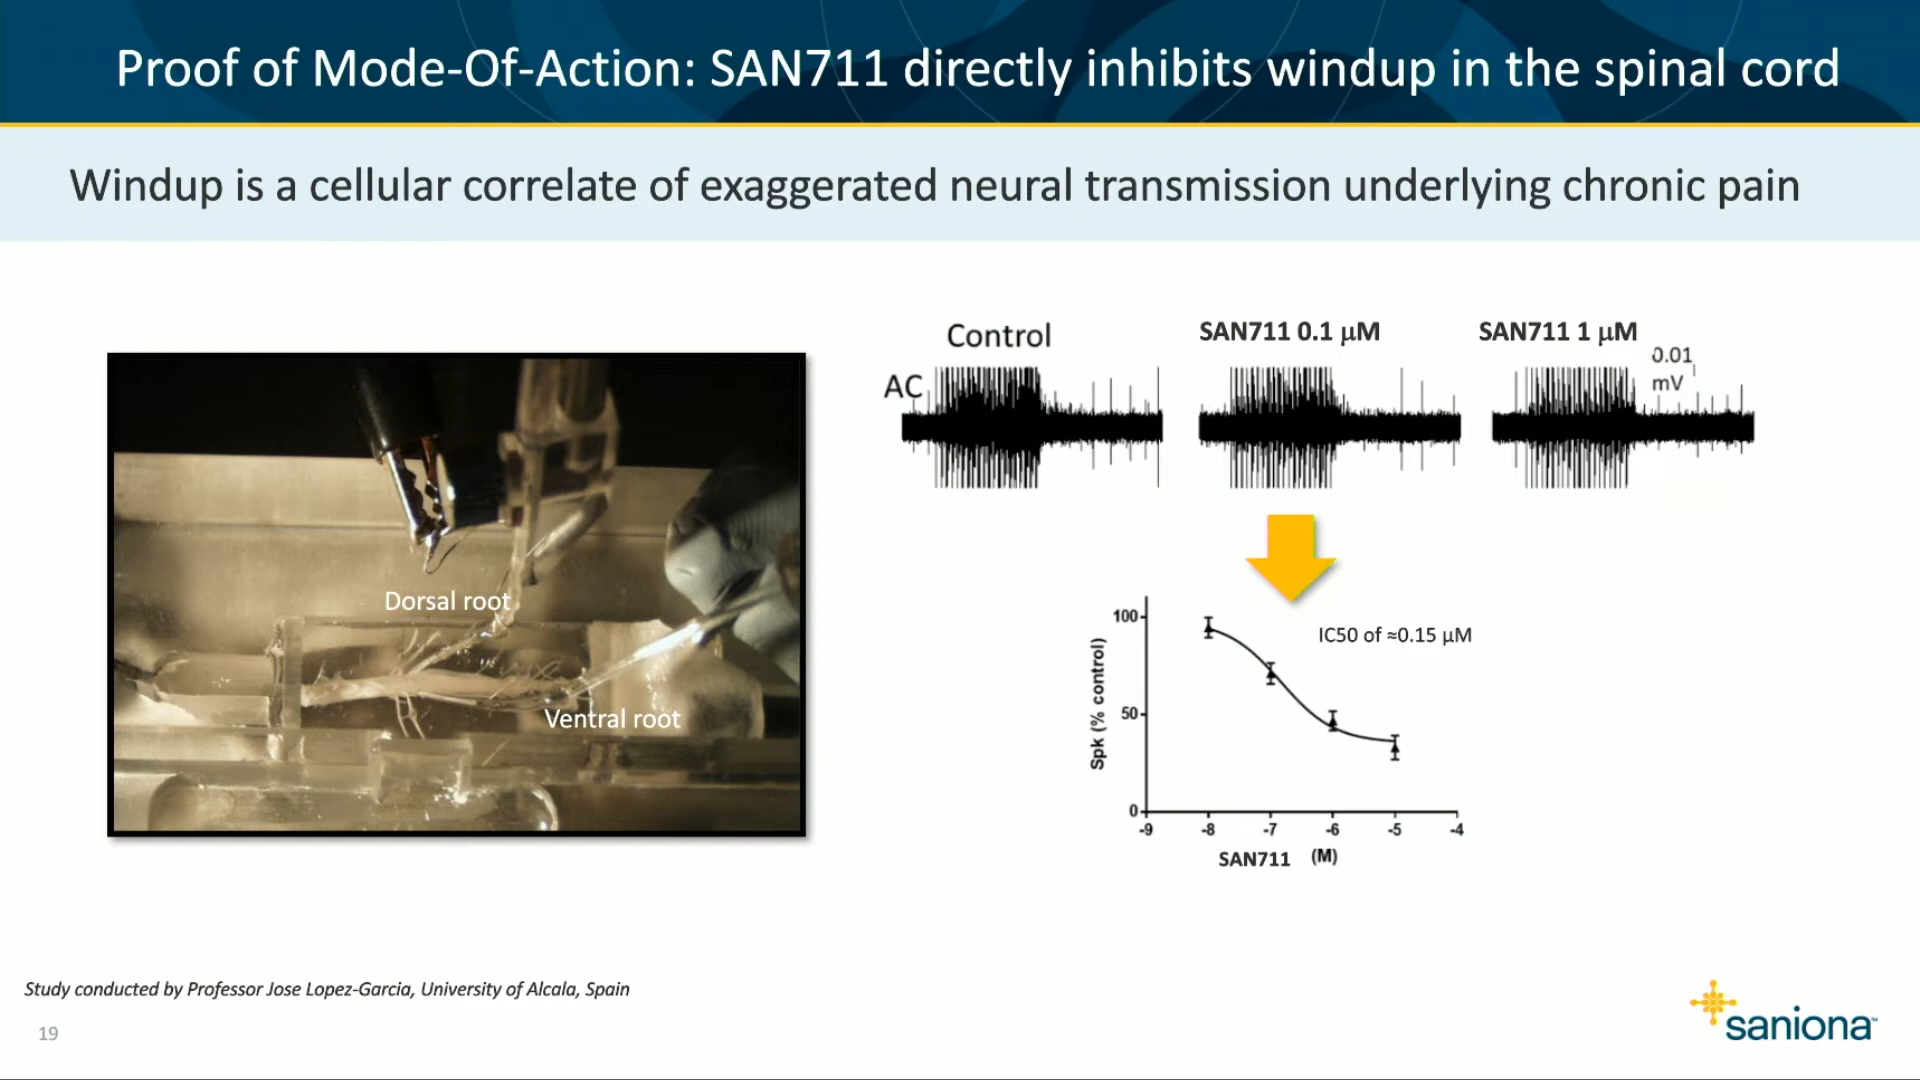 Proof of Mode-Of-Action: SAN711 directly inhibits windup in the spinal cord
Windup is a cellular correlate of exaggerated neural transmission underlying chronic pain
Dorsal root
Ventral root
Control
SAN711 0.1 µM
SAN711 1 µM
0.01
mV
AC
IC50 of ≈0.15 µM
Spk (% control)
100
50
0
-9 -8 -7 -6 -5 -4
SAN711 (M)
Study conducted by Professor Jose Lopez-Garcia, University of Alcala, Spain
19
saniona™